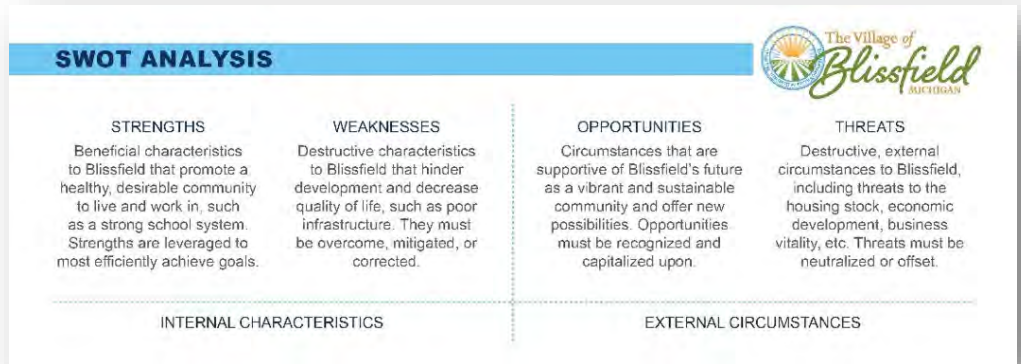 SWOT ANALYSIS
The Village of
Blissfield
MICHIGAN
STRENGTHS
Beneficial characteristics
to Blissfield that promote a
healthy, desirable community
to live and work in, such
as a strong school system.
Strengths are leveraged to
most efficiently achieve goals.
WEAKNESSES
Destructive characteristics
to Blissfield that hinder
development and decrease
quality of life, such as poor
infrastructure. They must
be overcome, mitigated, or
corrected.
OPPORTUNITIES
Circumstances that are
supportive of Blissfield's future
as a vibrant and sustainable
community and offer new
possibilities. Opportunities
must be recognized and
capitalized upon.
THREATS
Destructive, external
circumstances to Blissfield,
including threats to the
housing stock, economic
development, business
vitality, etc. Threats must be
neutralized or offset.
INTERNAL CHARACTERISTICS
EXTERNAL CIRCUMSTANCES